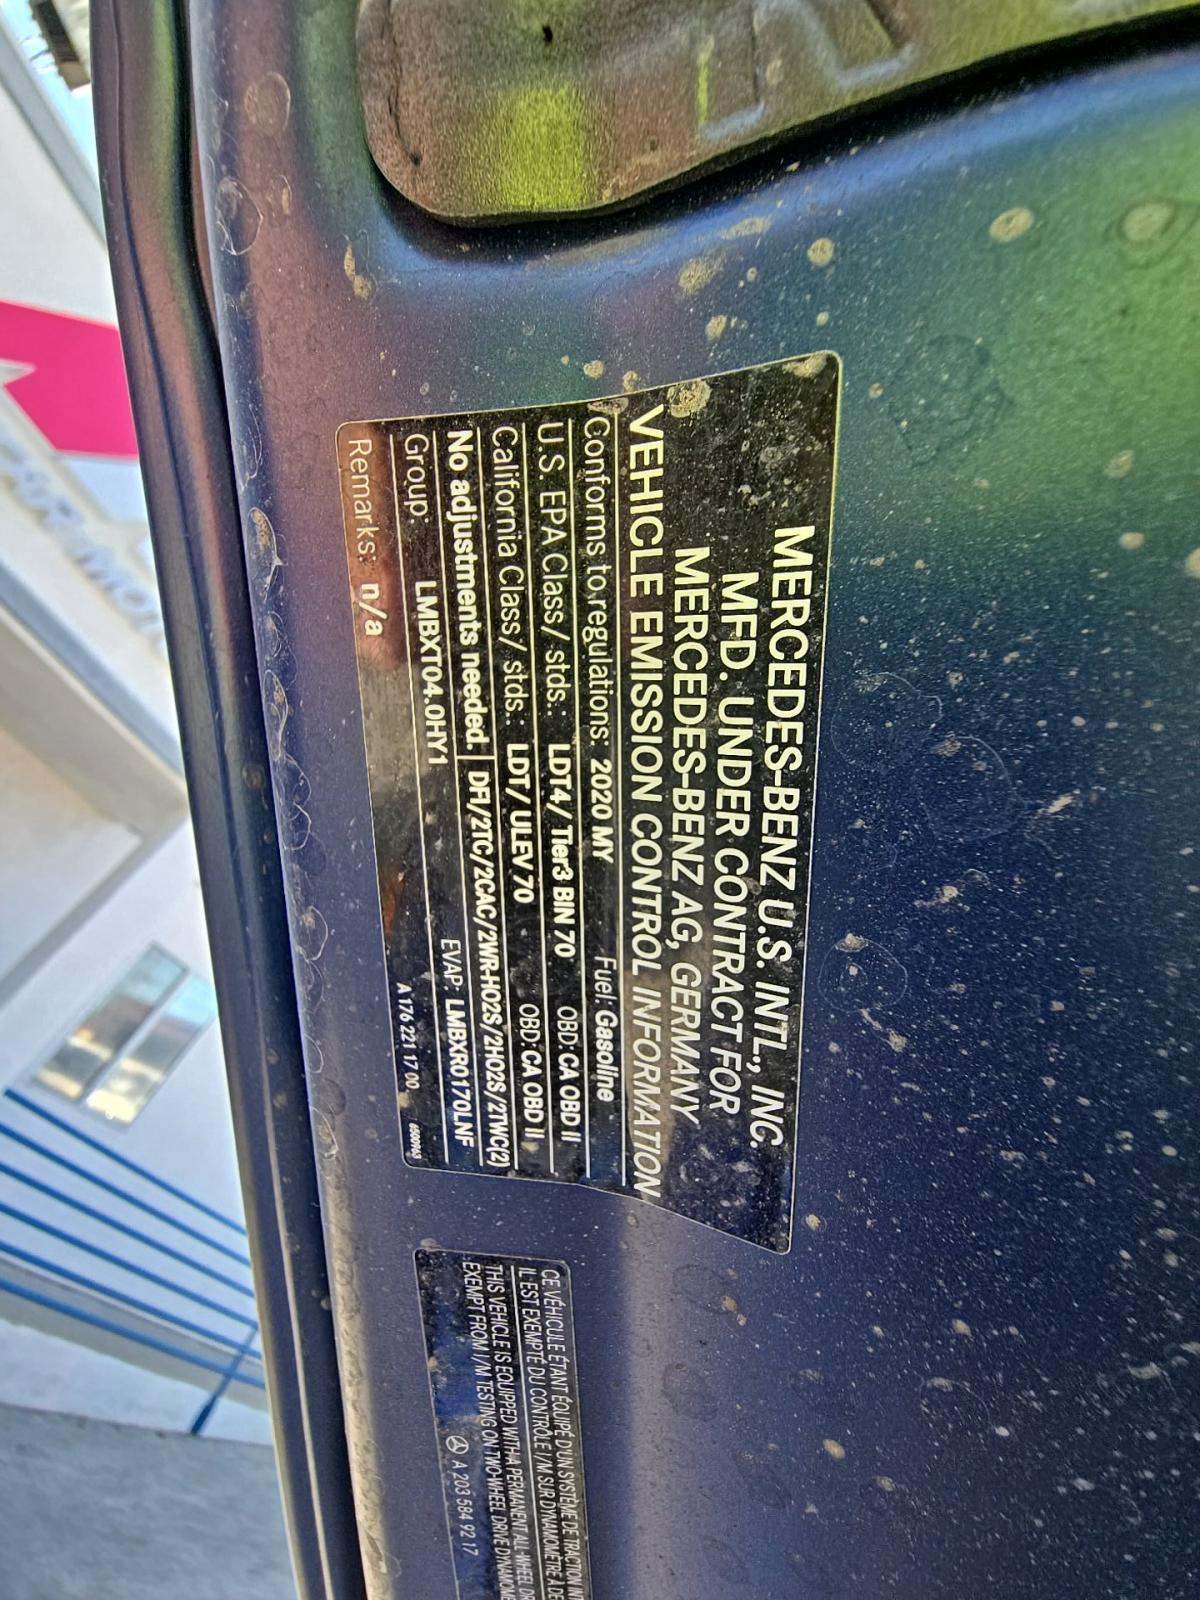 MERCEDES-BENZ U.S. INTL., INC.
MFD. UNDER CONTRACT FOR
MERCEDES-BENZ AG, GERMANY
VEHICLE EMISSION CONTROL INFORMATION
Conforms to regulations: 2020 MY Fuel: Gasoline
U.S. EPA Class/ stds.: LDT4/ Tier3 BIN 70 OBD: CA OBD II
California Class/ stds.: LDT/ ULEV 70 OBD: CA OBD II
No adjustments needed. DFI/2TC/2CAC/2WR-HO2S/2HO2S/2TWC(2)
Group: LMBXT04.0HY1 EVAP: LMBXR0170LNF
Remarks: n/a A 176 221 17 00
CE VÉHICULE ÉTANT ÉQUIPÉ D'UN SYSTÈME DE TRACTION
IL EST EXEMPTÉ DU CONTRÔLE I/M SUR DYNAMOMÈTRE À
THIS VEHICLE IS EQUIPPED WITH A PERMANENT ALL-WHEEL
EXEMPT FROM I/M TESTING ON TWO-WHEEL DRIVE
A 203 584 92 17